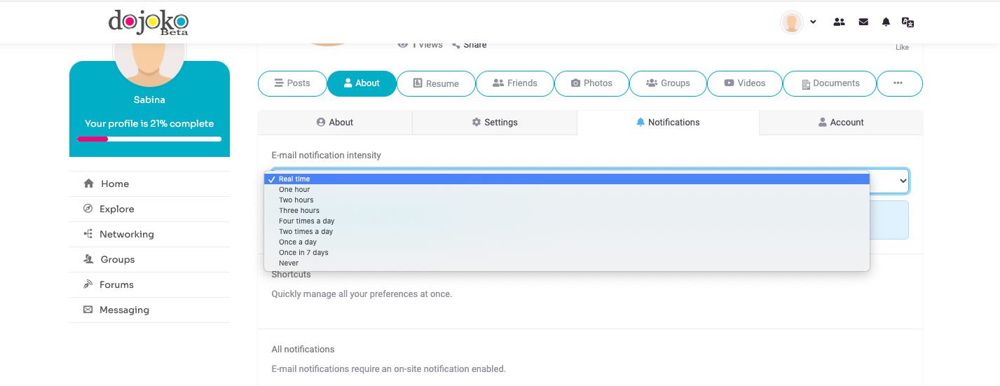 dojoko
Beta
1 Views
Share
Like
Sabina
Your profile is 21% complete
Home
Explore
Networking
Groups
Forums
Messaging
Posts
About
Resume
Friends
Photos
Groups
Videos
Documents
About
Settings
Notifications
Account
E-mail notification intensity
Real time
One hour
Two hours
Three hours
Four times a day
Two times a day
Once a day
Once in 7 days
Never
Shortcuts
Quickly manage all your preferences at once.
All notifications
E-mail notifications require an on-site notification enabled.